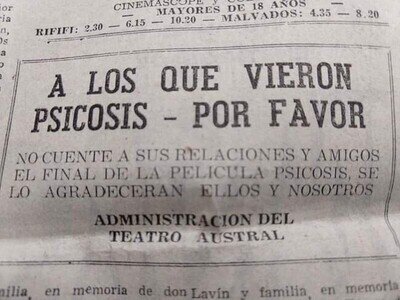 CINEMASCOPE y
MAYORES DE 18 AÑOS
RIFIFI: 2.30 - 6.15 - 10.20 - MALVADOS: 4.35 - 8.20
A LOS QUE VIERON
PSICOSIS - POR FAVOR
NO CUENTE A SUS RELACIONES Y AMIGOS
EL FINAL DE LA PELICULA PSICOSIS, SE
LO AGRADECERAN ELLOS Y NOSOTROS
ADMINISTRACION DEL
TEATRO AUSTRAL
milia, en memoria de don Lavín y familia, en memoria